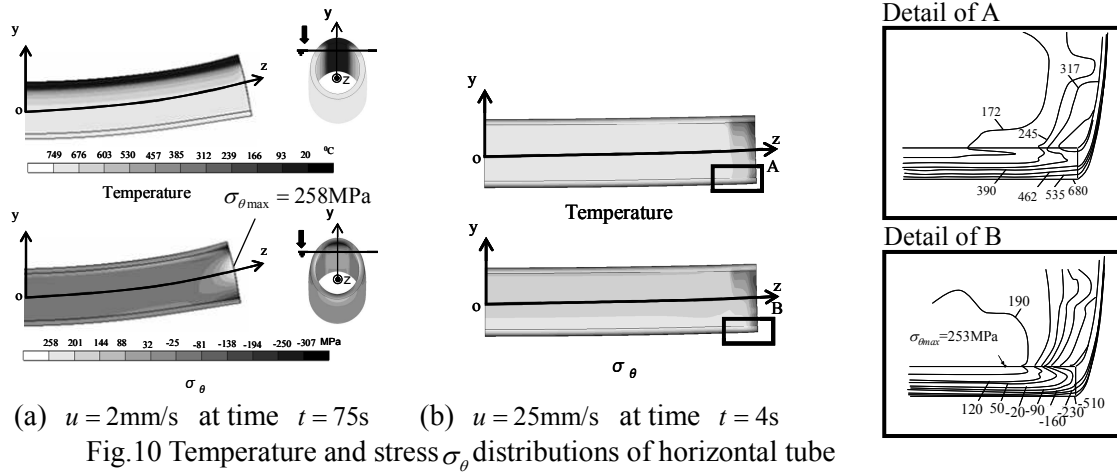 y
y
z
z
o
749 676 603 530 457 385 312 239 166 93 20 ⁰C
Temperature
σθmax = 258MPa
y
y
z
z
o
258 201 144 88 32 -25 -81 -138 -194 -250 -307 MPa
σθ
(a) u = 2mm/s at time t = 75s
y
z
o
A
Temperature
y
z
o
B
σθ
(b) u = 25mm/s at time t = 4s
Detail of A
317
172
245
390
462
535
680
Detail of B
190
σθmax=253MPa
120
50
-20
-90
-160
-230
-510
Fig.10 Temperature and stress σθ distributions of horizontal tube